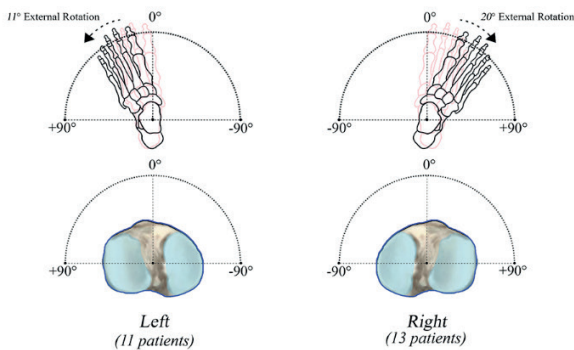 11° External Rotation
0°
+90°
-90°
0°
20° External Rotation
-90°
+90°
0°
+90°
-90°
Left
(11 patients)
0°
-90°
+90°
Right
(13 patients)